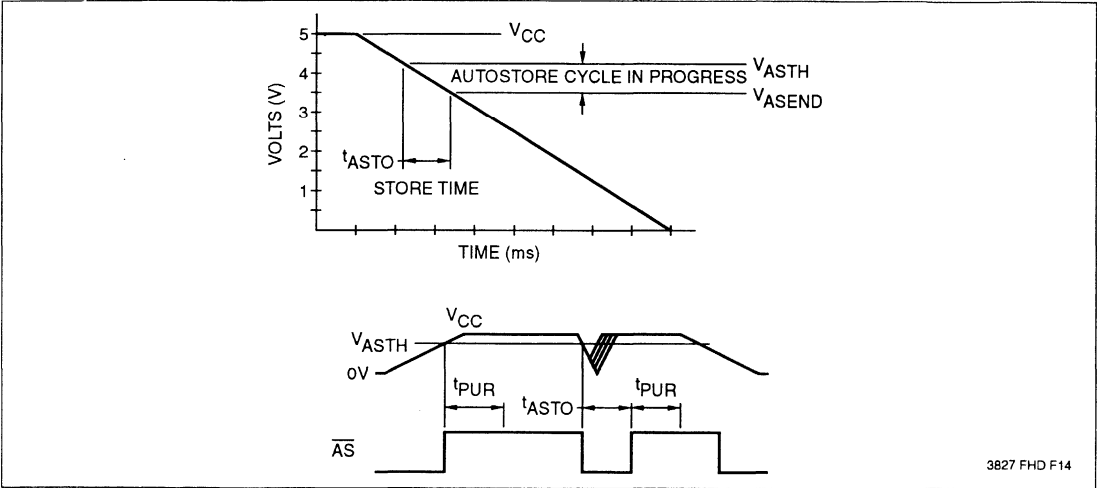 VCC
5
4
3
2
1
VOLTS (V)
AUTOSTORE CYCLE IN PROGRESS
VASTH
VASEND
tASTO
STORE TIME
TIME (ms)
VCC
VASTH
0V
tPUR
tASTO
tPUR
AS
3827 FHD F14